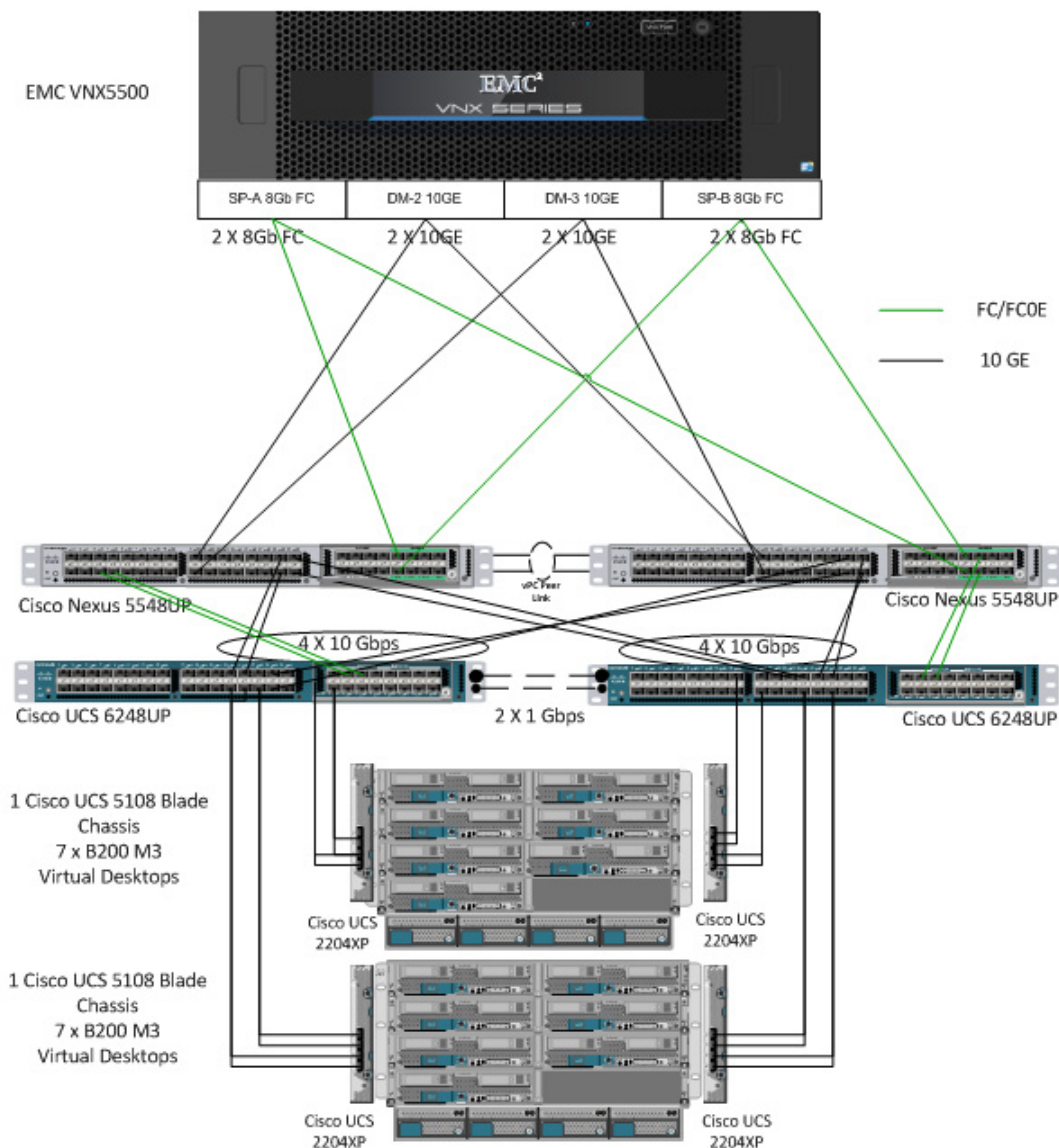 EMC VNX5500
EMC²
VNX SERIES
SP-A 8Gb FC
DM-2 10GE
DM-3 10GE
SP-B 8Gb FC
2 X 8Gb FC
2 X 10GE
2 X 10GE
2 X 8Gb FC
FC/FC0E
10 GE
vPC Peer
Link
Cisco Nexus 5548UP
Cisco Nexus 5548UP
4 X 10 Gbps
4 X 10 Gbps
Cisco UCS 6248UP
2 X 1 Gbps
Cisco UCS 6248UP
1 Cisco UCS 5108 Blade
Chassis
7 x B200 M3
Virtual Desktops
Cisco UCS
2204XP
Cisco UCS
2204XP
1 Cisco UCS 5108 Blade
Chassis
7 x B200 M3
Virtual Desktops
Cisco UCS
2204XP
Cisco UCS
2204XP